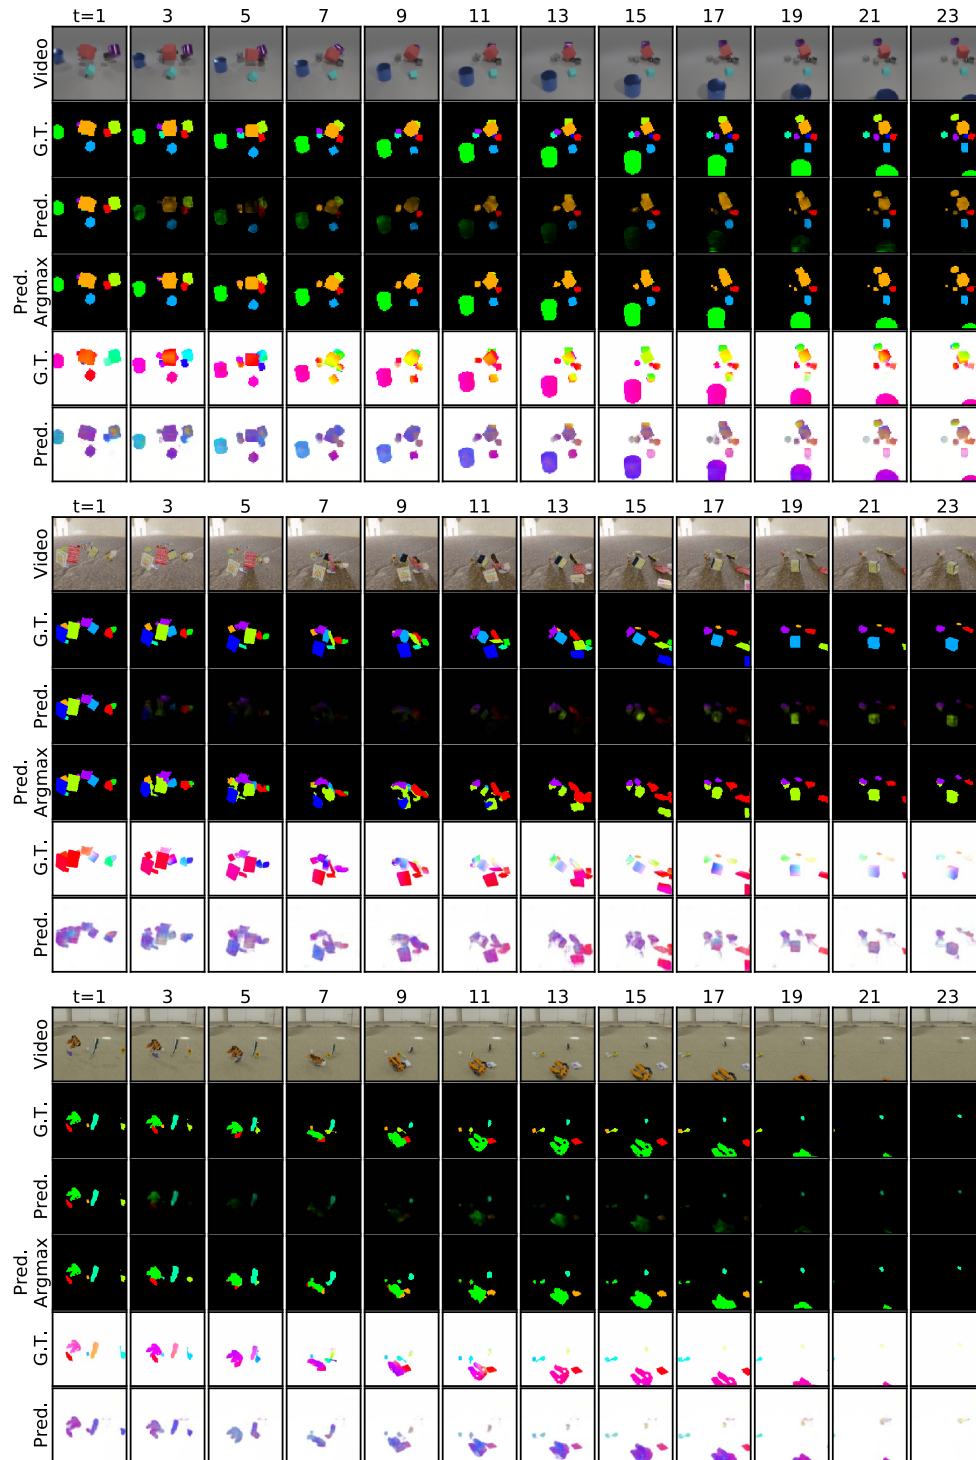 t=1 3 5 7 9 11 13 15 17 19 21 23
Video
G.T.
Pred.
Pred. Argmax
G.T.
Pred.
t=1 3 5 7 9 11 13 15 17 19 21 23
Video
G.T.
Pred.
Pred. Argmax
G.T.
Pred.
t=1 3 5 7 9 11 13 15 17 19 21 23
Video
G.T.
Pred.
Pred. Argmax
G.T.
Pred.